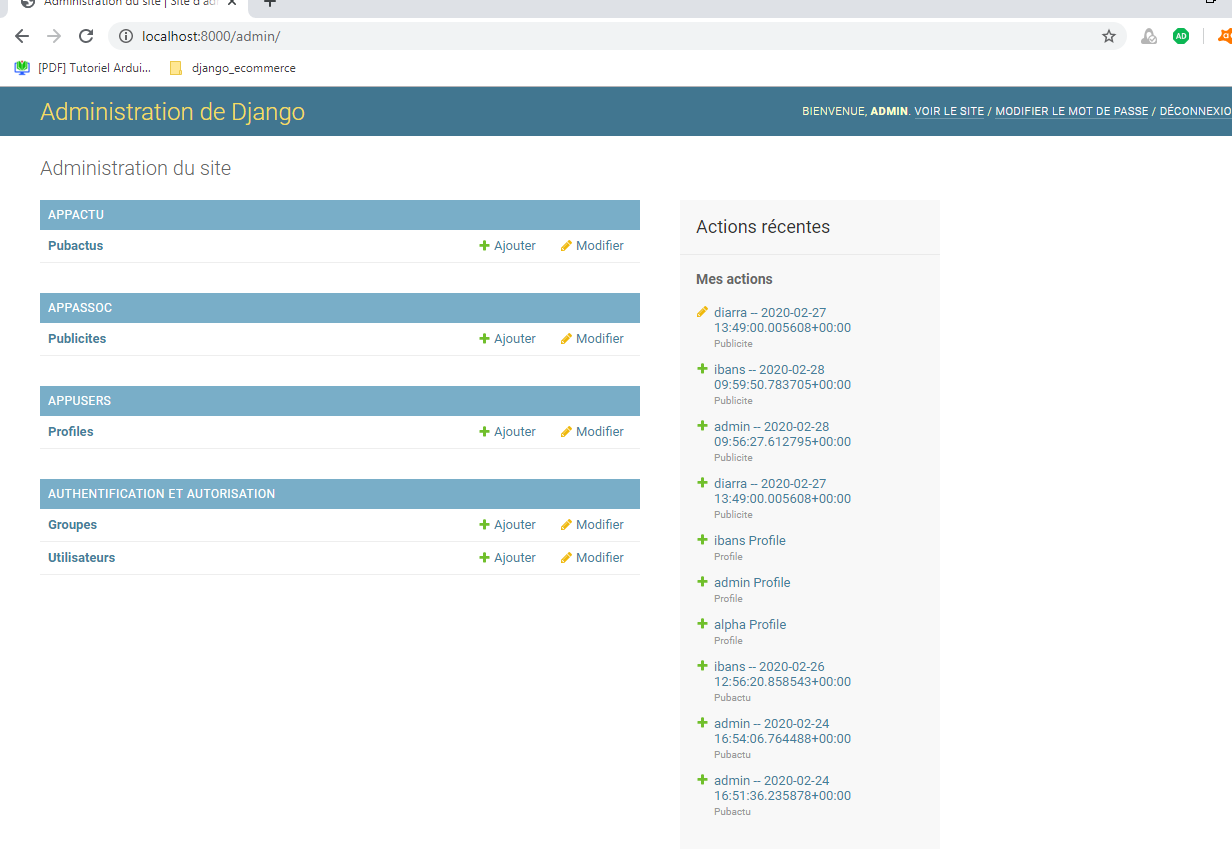 Administration du site | Site d'ad
localhost:8000/admin/
[PDF] Tutoriel Ardui...
django_ecommerce
Administration de Django
BIENVENUE, ADMIN. VOIR LE SITE / MODIFIER LE MOT DE PASSE / DÉCONNEXIO
Administration du site
APPACTU
Pubactus Ajouter Modifier
APPASSOC
Publicites Ajouter Modifier
APPUSERS
Profiles Ajouter Modifier
AUTHENTIFICATION ET AUTORISATION
Groupes Ajouter Modifier
Utilisateurs Ajouter Modifier
Actions récentes
Mes actions
diarra -- 2020-02-27
13:49:00.005608+00:00
Publicite
ibans -- 2020-02-28
09:59:50.783705+00:00
Publicite
admin -- 2020-02-28
09:56:27.612795+00:00
Publicite
diarra -- 2020-02-27
13:49:00.005608+00:00
Publicite
ibans Profile
Profile
admin Profile
Profile
alpha Profile
Profile
ibans -- 2020-02-26
12:56:20.858543+00:00
Pubactu
admin -- 2020-02-24
16:54:06.764488+00:00
Pubactu
admin -- 2020-02-24
16:51:36.235878+00:00
Pubactu